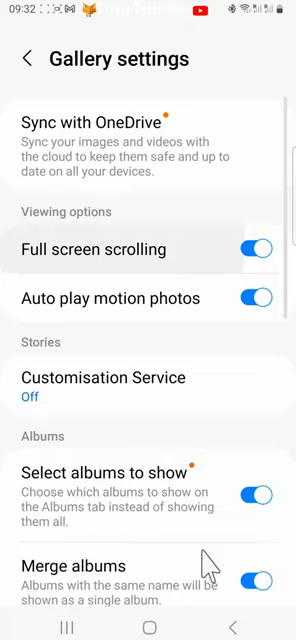 09:32
Gallery settings
Sync with OneDrive
Sync your images and videos with
the cloud to keep them safe and up to
date on all your devices.
Viewing options
Full screen scrolling
Auto play motion photos
Stories
Customisation Service
Off
Albums
Select albums to show
Choose which albums to show on
the Albums tab instead of showing
them all.
Merge albums
Albums with the same name will be
shown as a single album.